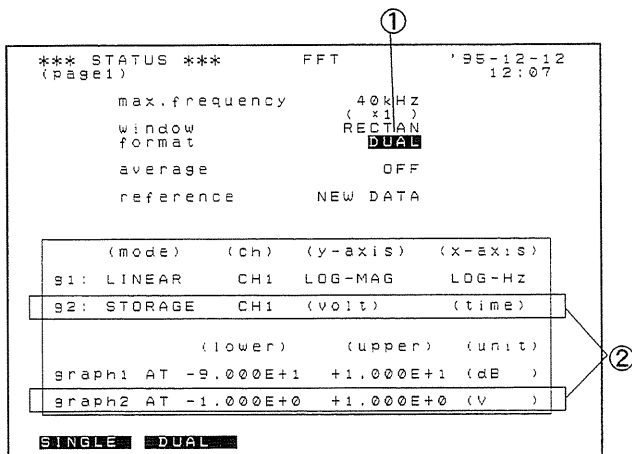 ①
*** STATUS *** FFT '95-12-12
(page1) 12:07
max.frequency 40kHz
( x1 )
window RECTAN
format DUAL
average OFF
reference NEW DATA
(mode) (ch) (y-axis) (x-axis)
g1: LINEAR CH1 LOG-MAG LOG-Hz
g2: STORAGE CH1 (volt) (time)
(lower) (upper) (unit)
graph1 AT -9.000E+1 +1.000E+1 (dB )
②
graph2 AT -1.000E+0 +1.000E+0 (V )
SINGLE DUAL